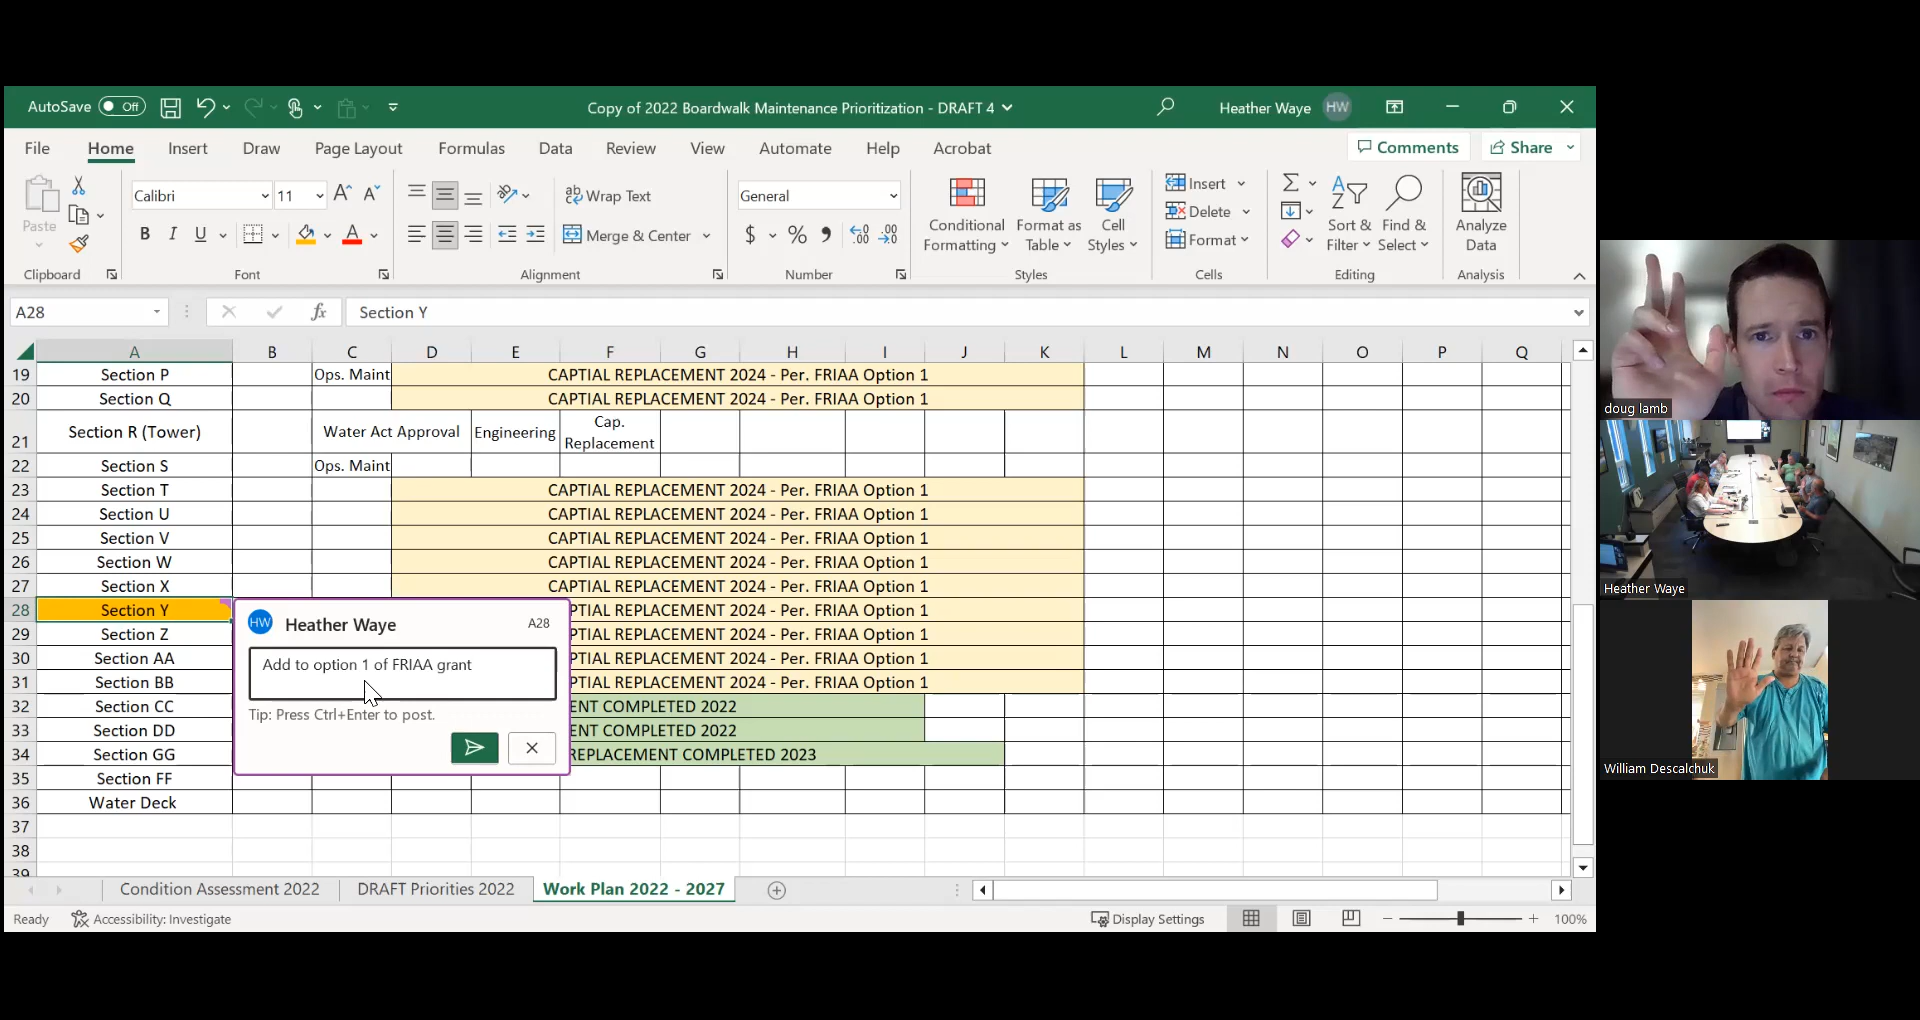 AutoSave Off
Copy of 2022 Boardwalk Maintenance Prioritization - DRAFT 4
Heather Waye HW
File Home Insert Draw Page Layout Formulas Data Review View Automate Help Acrobat
Comments Share
Paste
Clipboard
Calibri 11
B I U
Font
Wrap Text
Merge & Center
Alignment
General
$ % ,
Number
Conditional Formatting
Format as Table
Cell Styles
Styles
Insert
Delete
Format
Cells
Sort & Filter
Find & Select
Editing
Analyze Data
Analysis
A28 fx Section Y
A B C D E F G H I J K L M N O P Q
19 Section P Ops. Maint CAPTIAL REPLACEMENT 2024 - Per. FRIAA Option 1
20 Section Q CAPTIAL REPLACEMENT 2024 - Per. FRIAA Option 1
21 Section R (Tower) Water Act Approval Engineering Cap. Replacement
22 Section S Ops. Maint
23 Section T CAPTIAL REPLACEMENT 2024 - Per. FRIAA Option 1
24 Section U CAPTIAL REPLACEMENT 2024 - Per. FRIAA Option 1
25 Section V CAPTIAL REPLACEMENT 2024 - Per. FRIAA Option 1
26 Section W CAPTIAL REPLACEMENT 2024 - Per. FRIAA Option 1
27 Section X CAPTIAL REPLACEMENT 2024 - Per. FRIAA Option 1
28 Section Y PTIAL REPLACEMENT 2024 - Per. FRIAA Option 1
29 Section Z PTIAL REPLACEMENT 2024 - Per. FRIAA Option 1
30 Section AA PTIAL REPLACEMENT 2024 - Per. FRIAA Option 1
31 Section BB PTIAL REPLACEMENT 2024 - Per. FRIAA Option 1
32 Section CC ENT COMPLETED 2022
33 Section DD ENT COMPLETED 2022
34 Section GG REPLACEMENT COMPLETED 2023
35 Section FF
36 Water Deck
37
38
39
HW Heather Waye A28
Add to option 1 of FRIAA grant
Tip: Press Ctrl+Enter to post.
Condition Assessment 2022 DRAFT Priorities 2022 Work Plan 2022 - 2027
Ready Accessibility: Investigate Display Settings 100%
doug lamb
Heather Waye
William Descalchuk